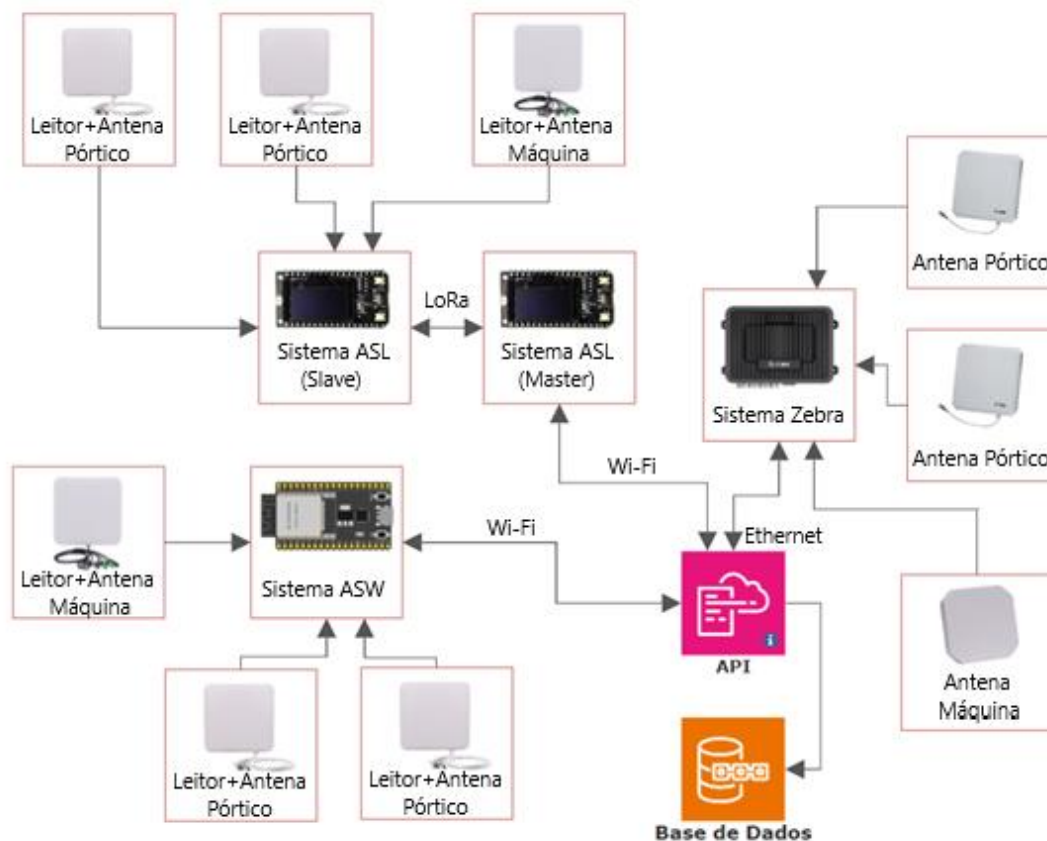 Leitor+Antena
Pórtico
Leitor+Antena
Pórtico
Leitor+Antena
Máquina
Antena Pórtico
LoRa
Sistema ASL
(Slave)
Sistema ASL
(Master)
Sistema Zebra
Antena Pórtico
Wi-Fi
Wi-Fi
Ethernet
Leitor+Antena
Máquina
Sistema ASW
API
Antena
Máquina
Leitor+Antena
Pórtico
Leitor+Antena
Pórtico
Base de Dados